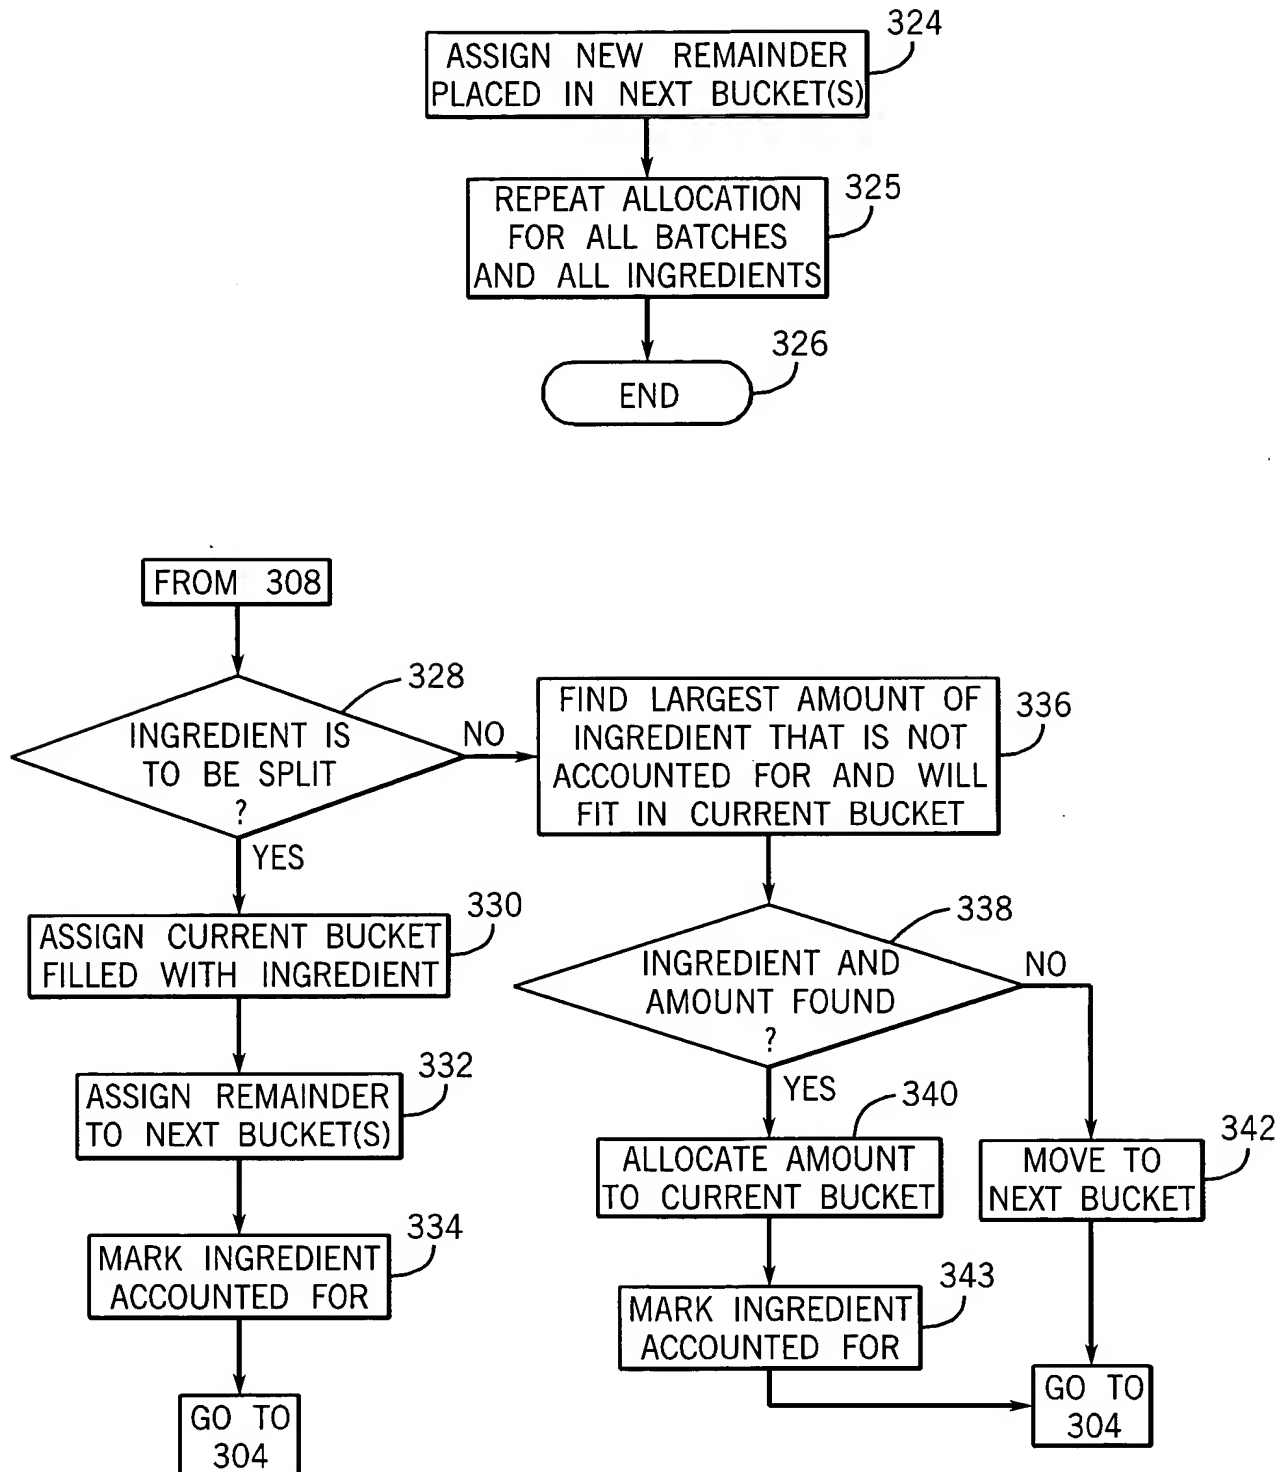 324
ASSIGN NEW REMAINDER
PLACED IN NEXT BUCKET(S)
325
REPEAT ALLOCATION
FOR ALL BATCHES
AND ALL INGREDIENTS
326
END
FROM 308
328
INGREDIENT IS
TO BE SPLIT
?
NO
YES
336
FIND LARGEST AMOUNT OF
INGREDIENT THAT IS NOT
ACCOUNTED FOR AND WILL
FIT IN CURRENT BUCKET
330
ASSIGN CURRENT BUCKET
FILLED WITH INGREDIENT
338
INGREDIENT AND
AMOUNT FOUND
?
NO
YES
332
ASSIGN REMAINDER
TO NEXT BUCKET(S)
340
ALLOCATE AMOUNT
TO CURRENT BUCKET
342
MOVE TO
NEXT BUCKET
334
MARK INGREDIENT
ACCOUNTED FOR
343
MARK INGREDIENT
ACCOUNTED FOR
GO TO
304
GO TO
304